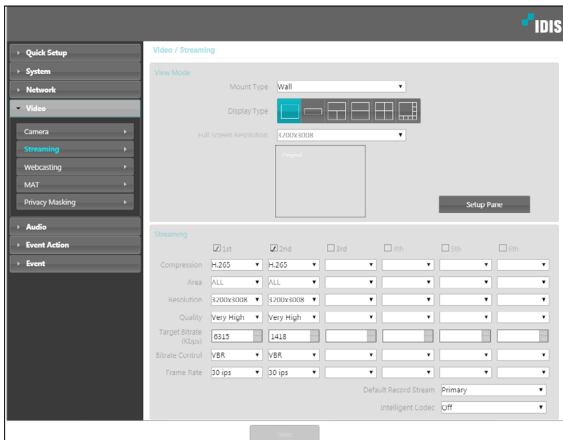 IDIS
Quick Setup
System
Network
Video
Camera
Streaming
Webcasting
MAT
Privacy Masking
Audio
Event Action
Event
Video / Streaming
View Mode
Mount Type Wall
Display Type
Full Screen Resolution 3200x3008
Original
Setup Pane
Streaming
1st 2nd 3rd 4th 5th 6th
Compression H.265 H.265
Area ALL ALL
Resolution 3200x3008 3200x3008
Quality Very High Very High
Target Bitrate
(Kbps) 6315 1418
Bitrate Control VBR VBR
Frame Rate 30 ips 30 ips
Default Record Stream Primary
Intelligent Codec Off